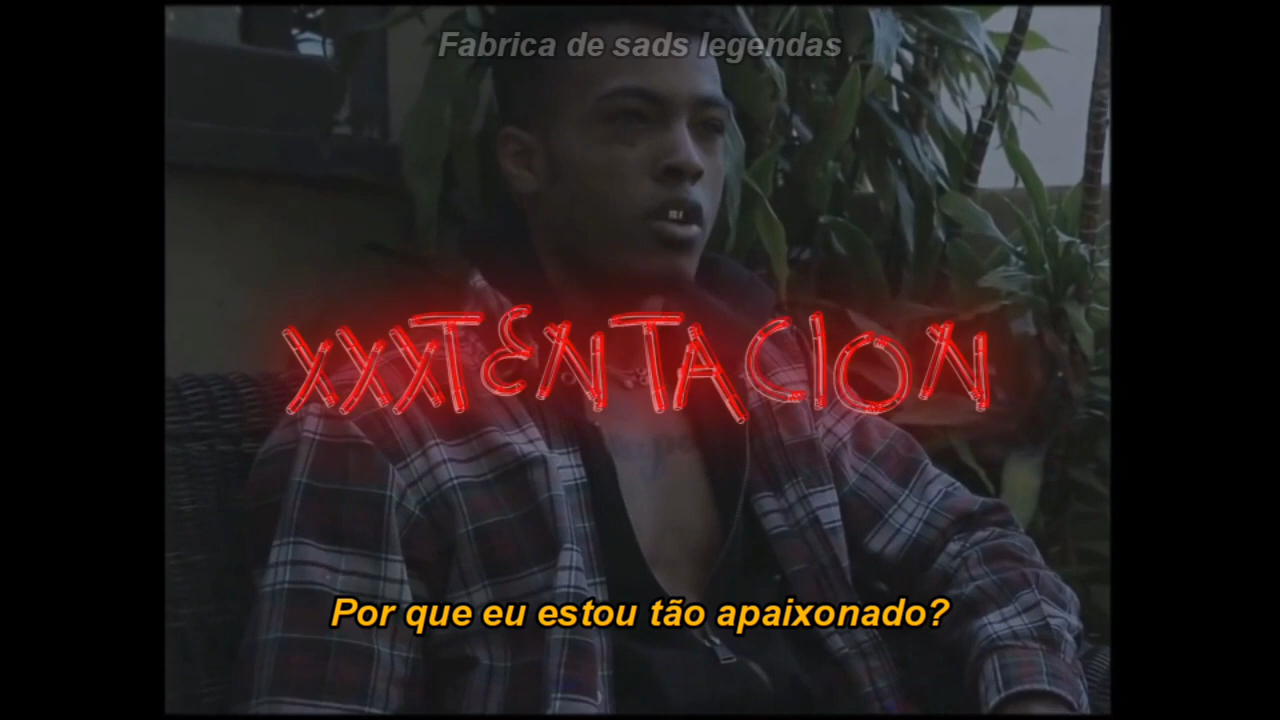 Fabrica de sads legendas
XXXTENTACION
Por que eu estou tão apaixonado?